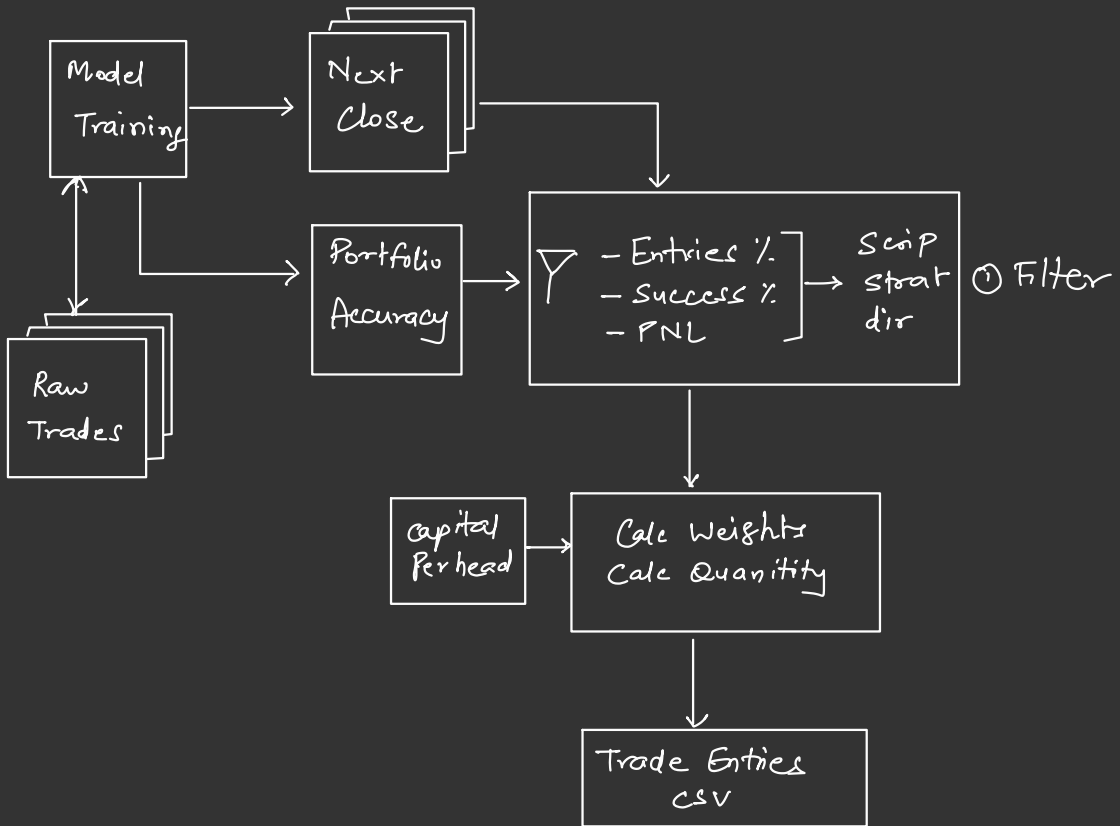 Model
Training
Next
Close
Portfolio
Accuracy
Raw
Trades
- Entries %
- Success %
- PNL
Scrip
strat
dir
① Filter
Capital
Perhead
Calc Weights
Calc Quanitity
Trade Entries
CSV